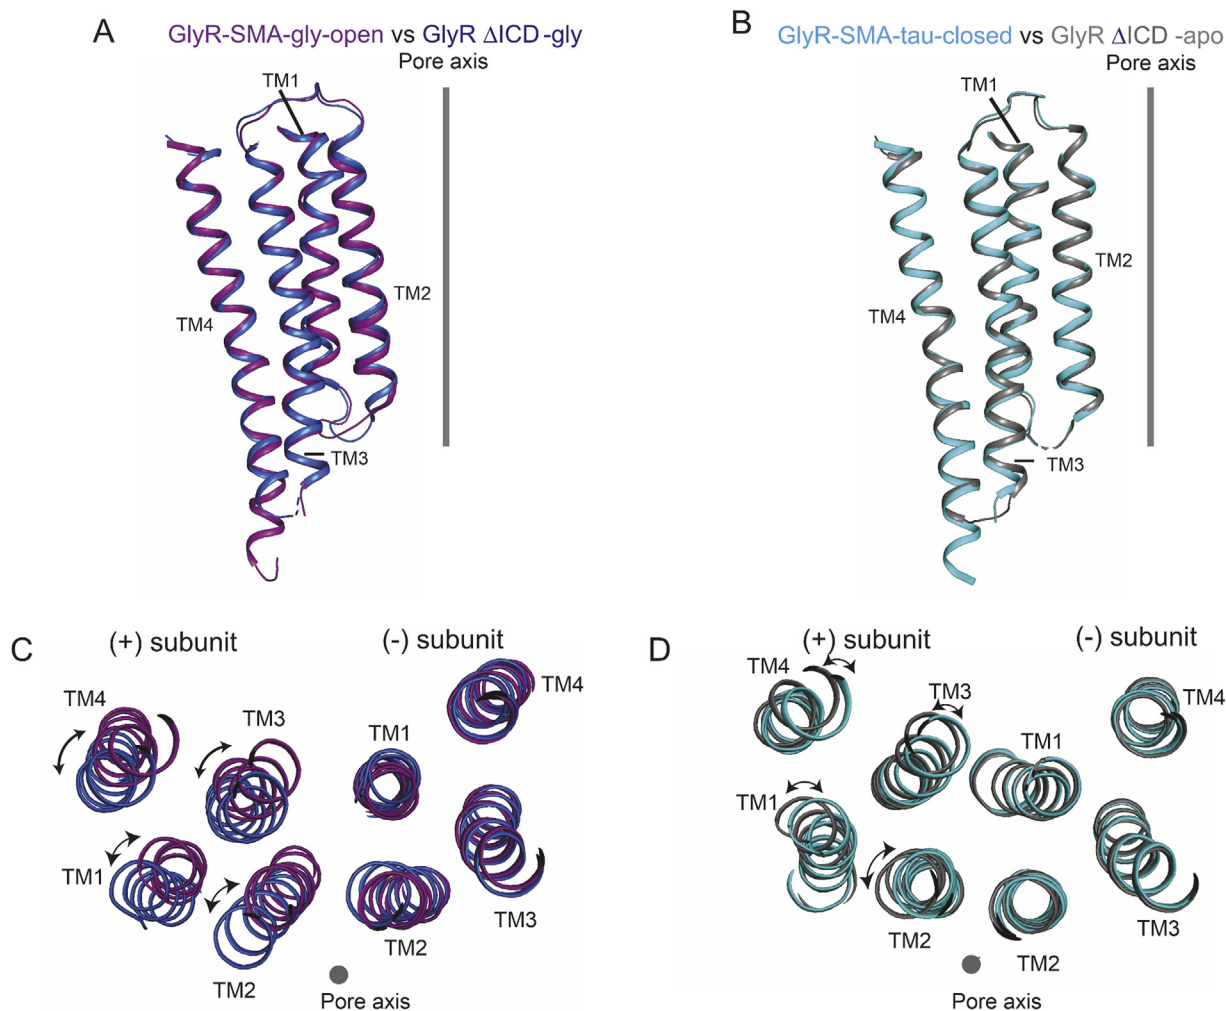 A
GlyR-SMA-gly-open vs GlyR ΔICD -gly
Pore axis
TM1
TM4
TM2
TM3
B
GlyR-SMA-tau-closed vs GlyR ΔICD -apo
Pore axis
TM1
TM2
TM4
TM3
C
(+) subunit
(-) subunit
TM4
TM3
TM1
TM4
TM1
TM3
TM2
TM2
Pore axis
D
(+) subunit
(-) subunit
TM4
TM3
TM4
TM1
TM1
TM3
TM2
TM2
Pore axis